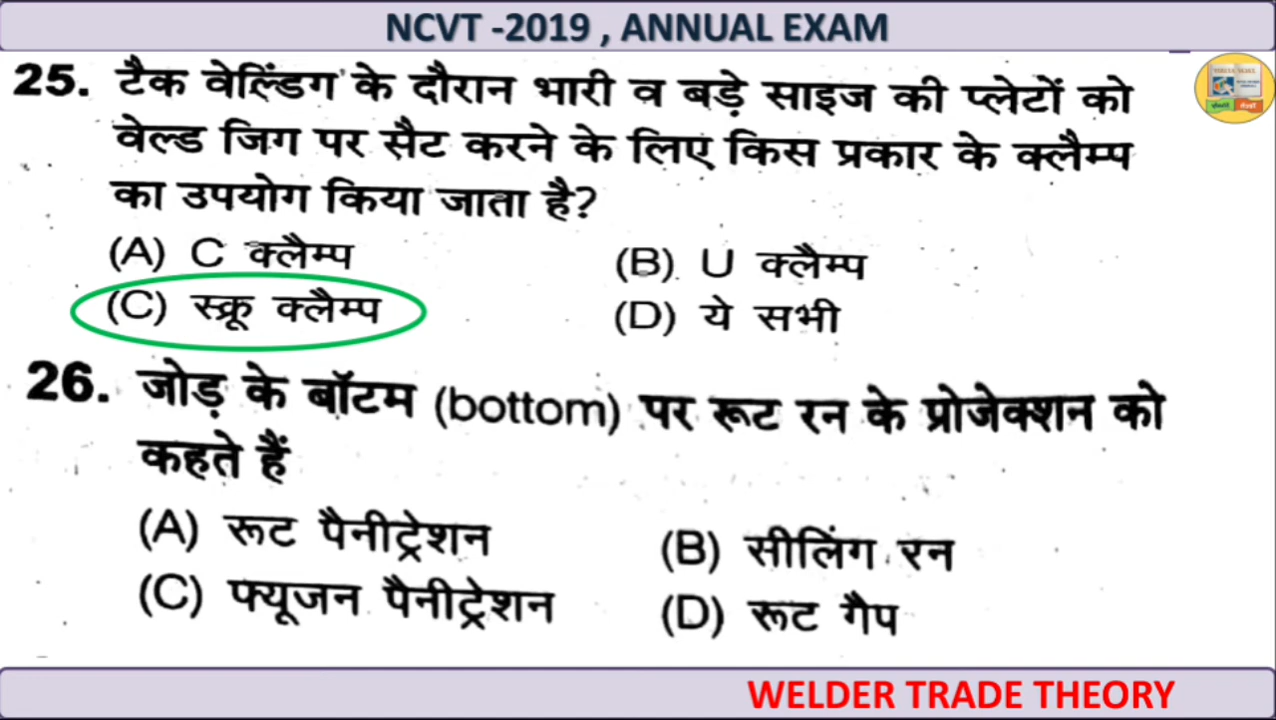 NCVT -2019 , ANNUAL EXAM
25. टैक वेल्डिंग के दौरान भारी व बड़े साइज की प्लेटों को
वेल्ड जिग पर सैट करने के लिए किस प्रकार के क्लैम्प
का उपयोग किया जाता है?
(A) C क्लैम्प
(B) U क्लैम्प
(C) स्क्रू क्लैम्प
(D) ये सभी
26. जोड़ के बॉटम (bottom) पर रूट रन के प्रोजेक्शन को
कहते हैं
(A) रूट पैनीट्रेशन
(B) सीलिंग रन
(C) फ्यूजन पैनीट्रेशन
(D) रूट गैप
WELDER TRADE THEORY